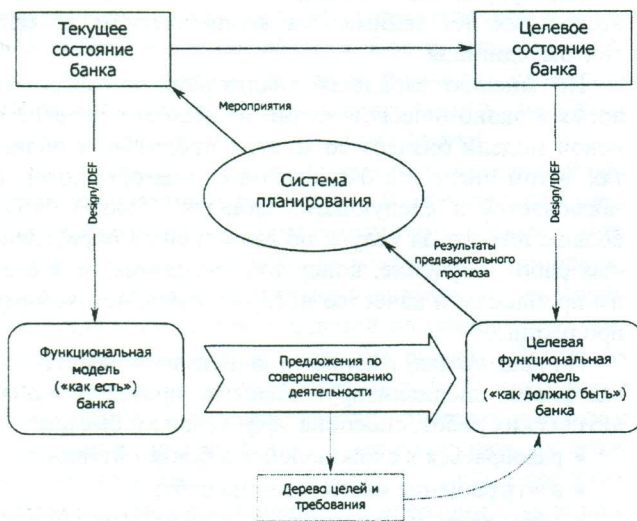 Текущее
состояние
банка
Целевое
состояние
банка
Мероприятия
Design/IDEF
Система
планирования
Design/IDEF
Результаты
предварительного
прогноза
Функциональная
модель
(«как есть»)
банка
Предложения по
совершенствованию
деятельности
Целевая
функциональная
модель
(«как должно быть»)
банка
Дерево целей и
требования